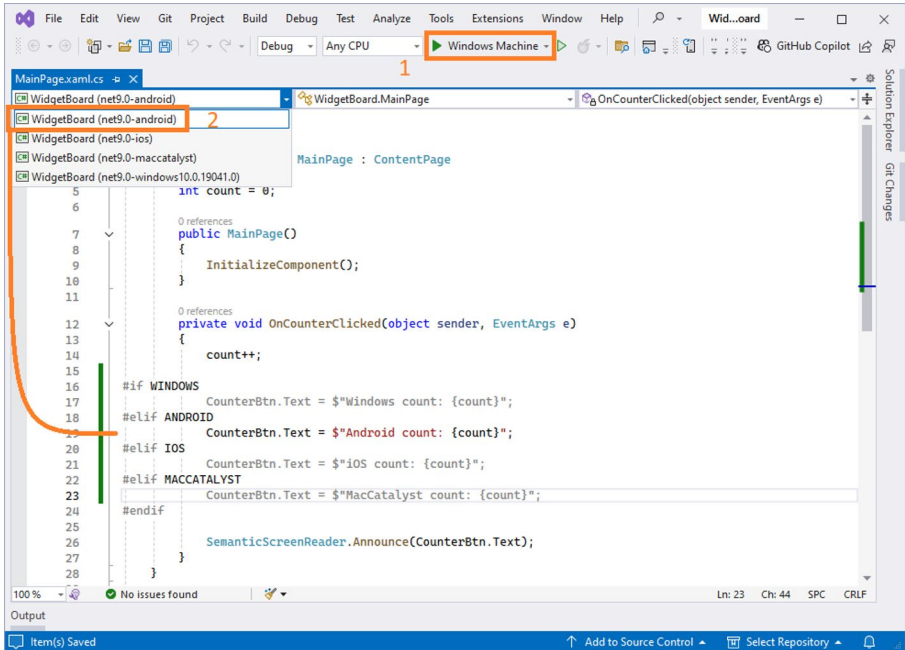 File Edit View Git Project Build Debug Test Analyze Tools Extensions Window Help Wid...oard
Debug Any CPU Windows Machine GitHub Copilot
1
MainPage.xaml.cs
WidgetBoard (net9.0-android) WidgetBoard.MainPage OnCounterClicked(object sender, EventArgs e)
WidgetBoard (net9.0-android) 2
WidgetBoard (net9.0-ios)
MainPage : ContentPage
WidgetBoard (net9.0-maccatalyst)
WidgetBoard (net9.0-windows10.0.19041.0)
5 int count = 0;
6
0 references
7 public MainPage()
8 {
9 InitializeComponent();
10 }
11
0 references
12 private void OnCounterClicked(object sender, EventArgs e)
13 {
14 count++;
15
16 #if WINDOWS
17 CounterBtn.Text = $"Windows count: {count}";
18 #elif ANDROID
19 CounterBtn.Text = $"Android count: {count}";
20 #elif IOS
21 CounterBtn.Text = $"iOS count: {count}";
22 #elif MACCATALYST
23 CounterBtn.Text = $"MacCatalyst count: {count}";
24 #endif
25
26 SemanticScreenReader.Announce(CounterBtn.Text);
27 }
28 }
100 % No issues found Ln: 23 Ch: 44 SPC CRLF
Output
Item(s) Saved Add to Source Control Select Repository
Solution Explorer
Git Changes